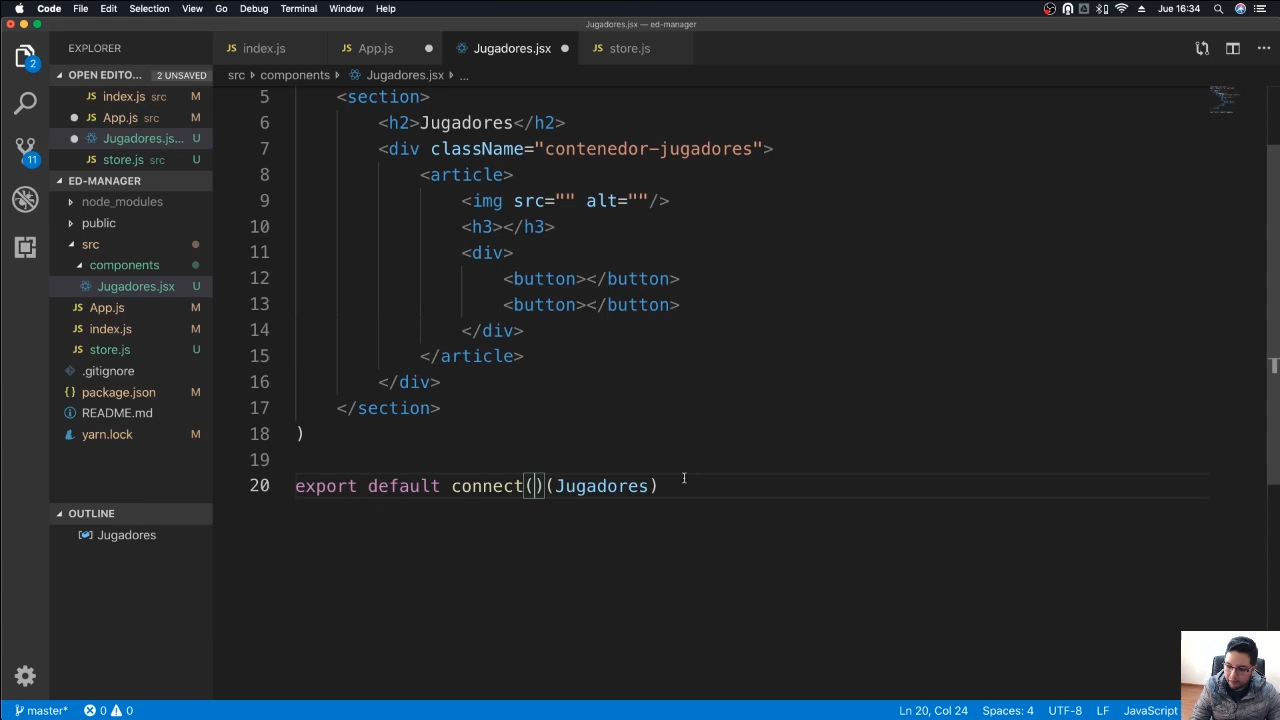 Code File Edit Selection View Go Debug Terminal Window Help Jue 16:34
Jugadores.jsx — ed-manager
EXPLORER
index.js App.js Jugadores.jsx store.js
OPEN EDITO... 2 UNSAVED
src › components › Jugadores.jsx › ...
index.js src M
App.js src M
Jugadores.js... U
store.js src U
ED-MANAGER
node_modules
public
src
components
Jugadores.jsx U
App.js M
index.js M
store.js U
.gitignore
package.json M
README.md
yarn.lock M
OUTLINE
Jugadores
2
11
5 <section>
6 <h2>Jugadores</h2>
7 <div className="contenedor-jugadores">
8 <article>
9 <img src="" alt=""/>
10 <h3></h3>
11 <div>
12 <button></button>
13 <button></button>
14 </div>
15 </article>
16 </div>
17 </section>
18 )
19
20 export default connect()(Jugadores)
master* 0 0 Ln 20, Col 24 Spaces: 4 UTF-8 LF JavaScript